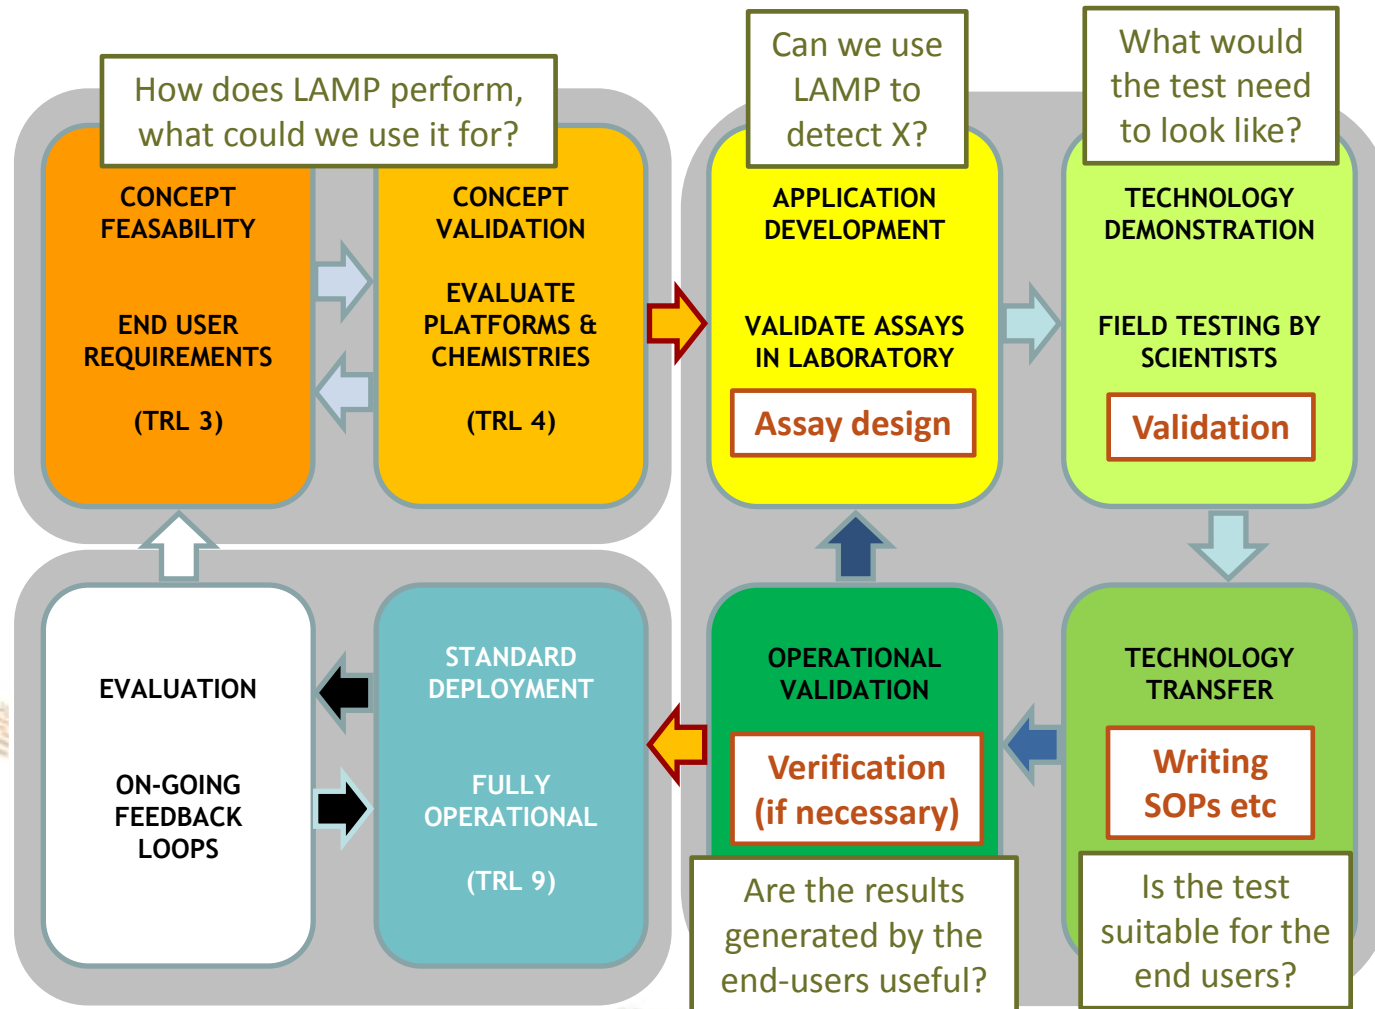 How does LAMP perform,
what could we use it for?
Can we use
LAMP to
detect X?
What would
the test need
to look like?
CONCEPT
FEASABILITY
END USER
REQUIREMENTS
(TRL 3)
CONCEPT
VALIDATION
EVALUATE
PLATFORMS &
CHEMISTRIES
(TRL 4)
APPLICATION
DEVELOPMENT
VALIDATE ASSAYS
IN LABORATORY
Assay design
TECHNOLOGY
DEMONSTRATION
FIELD TESTING BY
SCIENTISTS
Validation
EVALUATION
ON-GOING
FEEDBACK
LOOPS
STANDARD
DEPLOYMENT
FULLY
OPERATIONAL
(TRL 9)
OPERATIONAL
VALIDATION
Verification
(if necessary)
Are the results
generated by the
end-users useful?
TECHNOLOGY
TRANSFER
Writing
SOPs etc
Is the test
suitable for the
end users?